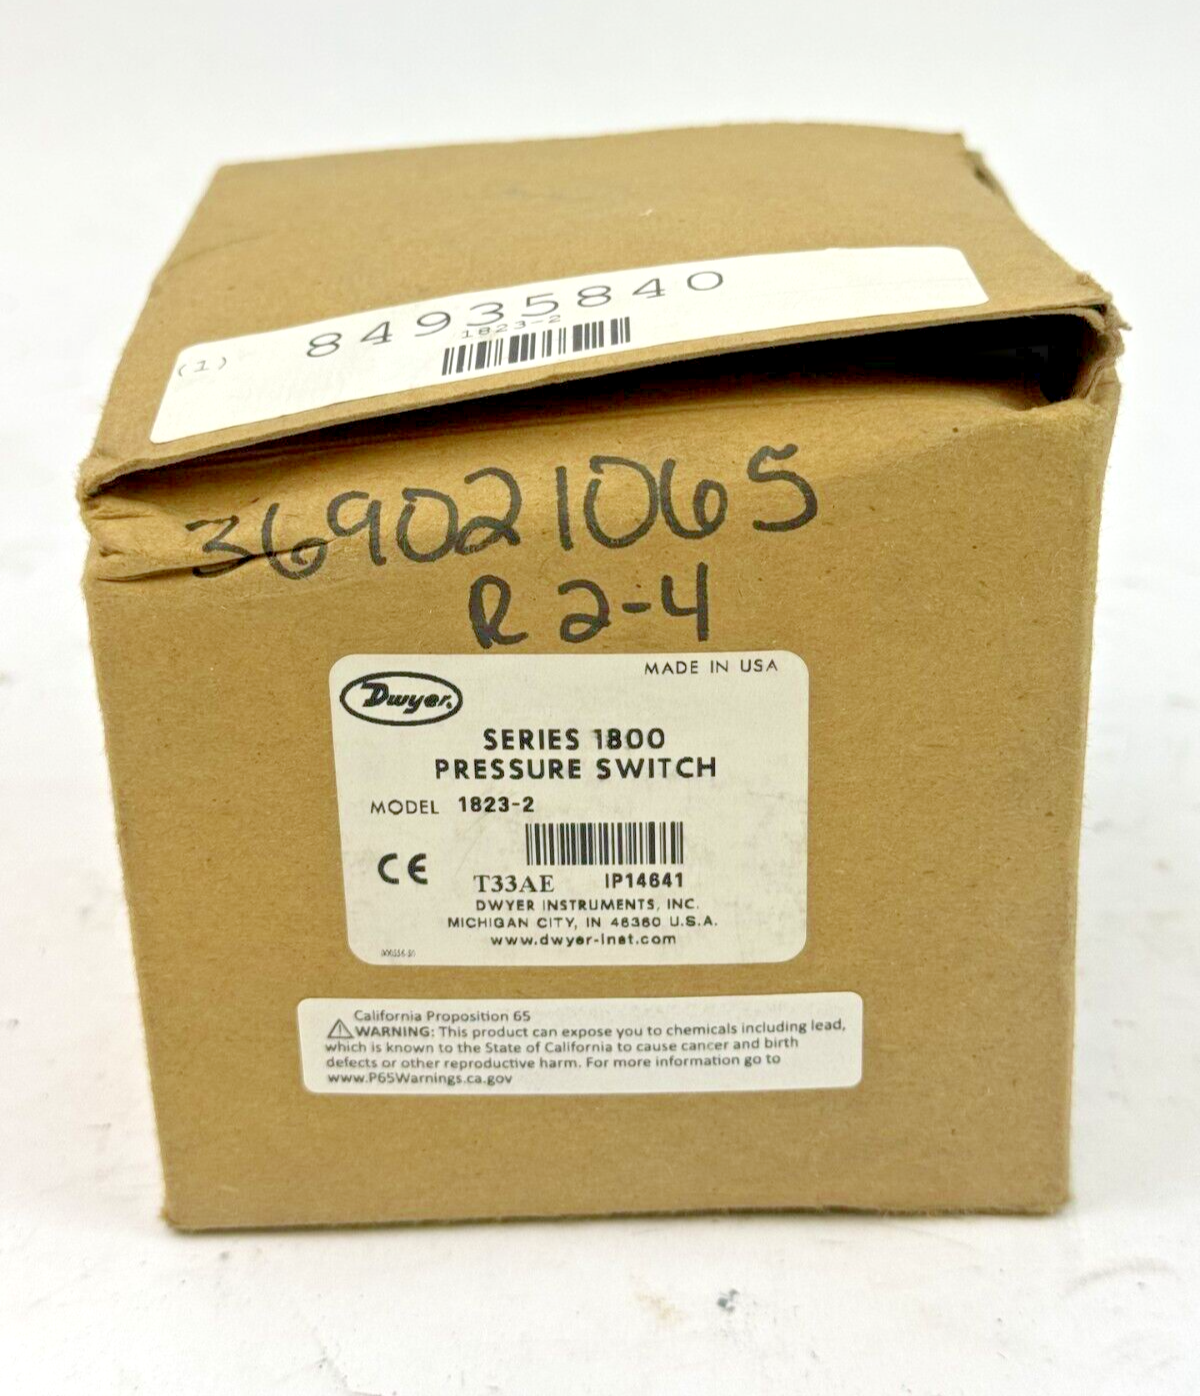 84935840
1823-2
(1)
369021065
R 2-4
MADE IN USA
Dwyer.
SERIES 1800
PRESSURE SWITCH
MODEL 1823-2
CE
T33AE IP14641
DWYER INSTRUMENTS, INC.
MICHIGAN CITY, IN 46360 U.S.A.
www.dwyer-inst.com
California Proposition 65
WARNING: This product can expose you to chemicals including lead,
which is known to the State of California to cause cancer and birth
defects or other reproductive harm. For more information go to
www.P65Warnings.ca.gov